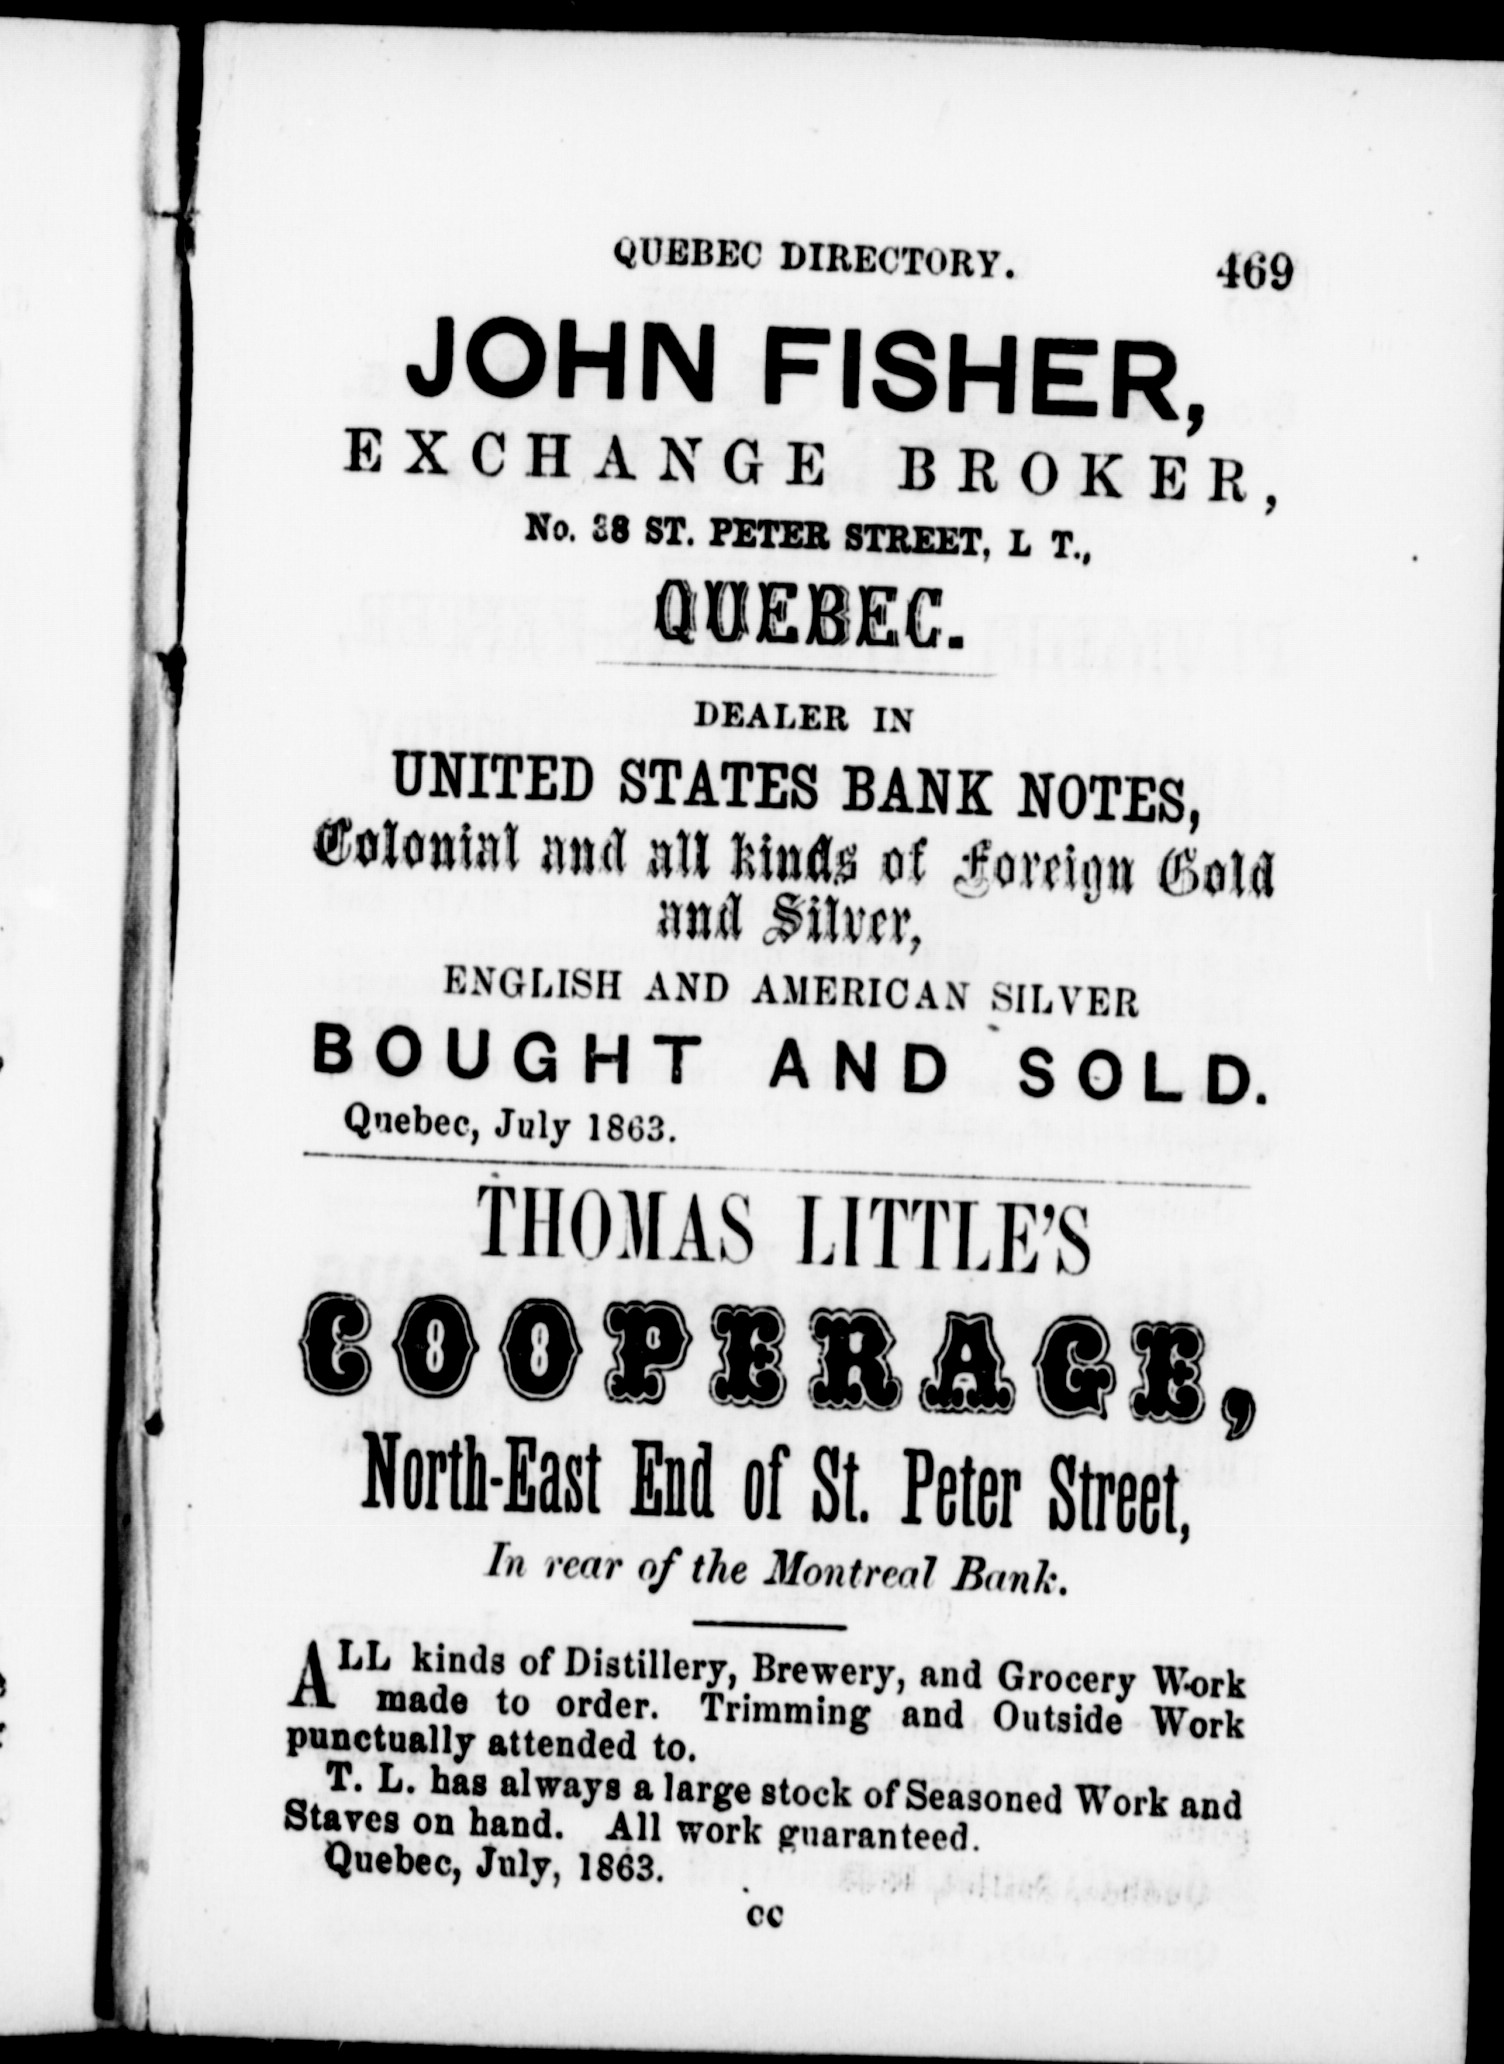 QUEBEC DIRECTORY. 469
JOHN FISHER,
EXCHANGE BROKER,
No. 38 ST. PETER STREET, L T.,
QUEBEC.
DEALER IN
UNITED STATES BANK NOTES,
Colonial and all kinds of Foreign Gold
and Silver,
ENGLISH AND AMERICAN SILVER
BOUGHT AND SOLD.
Quebec, July 1863.
THOMAS LITTLE'S
COOPERAGE,
North-East End of St. Peter Street,
In rear of the Montreal Bank.
ALL kinds of Distillery, Brewery, and Grocery Work
made to order. Trimming and Outside Work
punctually attended to.
T. L. has always a large stock of Seasoned Work and
Staves on hand. All work guaranteed.
Quebec, July, 1863.
CC